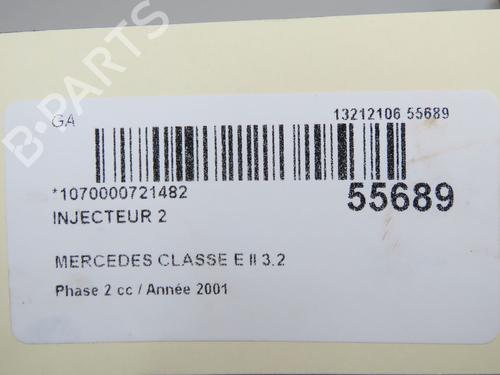 B-PARTS
GA
13212106 55689
*1070000721482
55689
INJECTEUR 2
MERCEDES CLASSE E II 3.2
Phase 2 cc / Année 2001